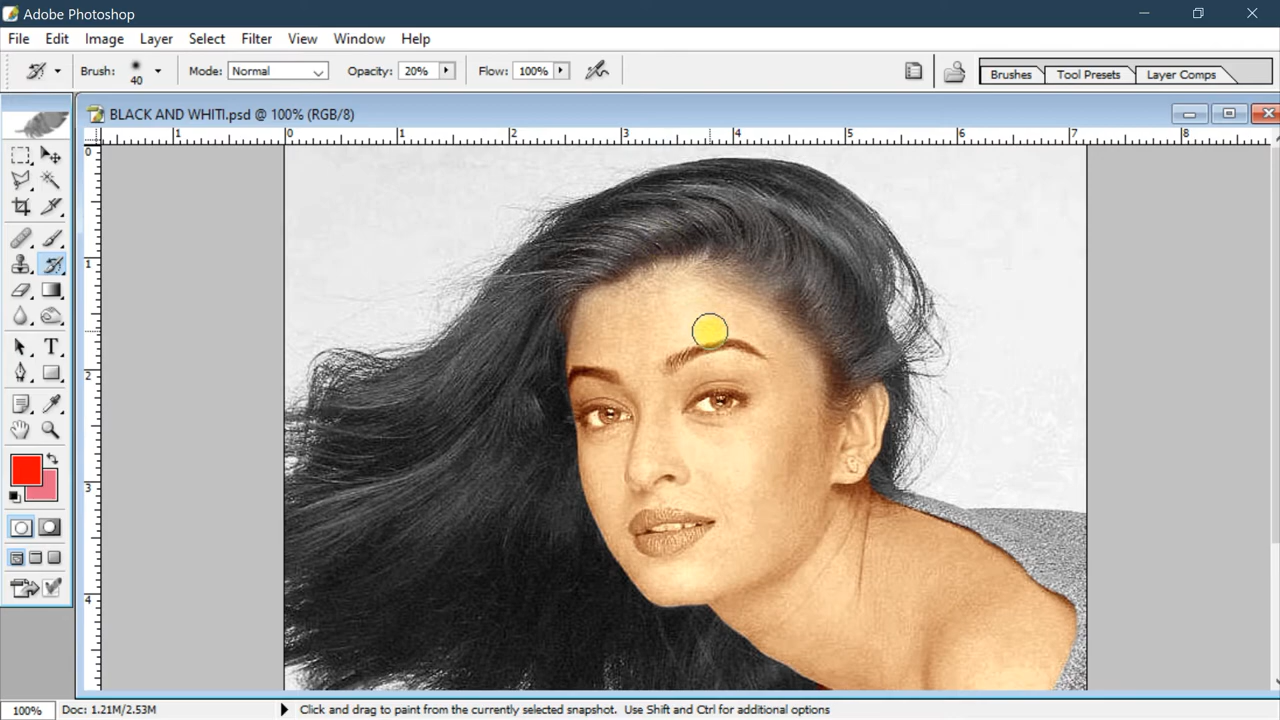 Adobe Photoshop
File Edit Image Layer Select Filter View Window Help
Brush: 40 Mode: Normal Opacity: 20% Flow: 100% Brushes Tool Presets Layer Comps
BLACK AND WHITI.psd @ 100% (RGB/8)
1 0 1 2 3 4 5 6 7 8
0
1
2
3
4
T
100% Doc: 1.21M/2.53M Click and drag to paint from the currently selected snapshot. Use Shift and Ctrl for additional options